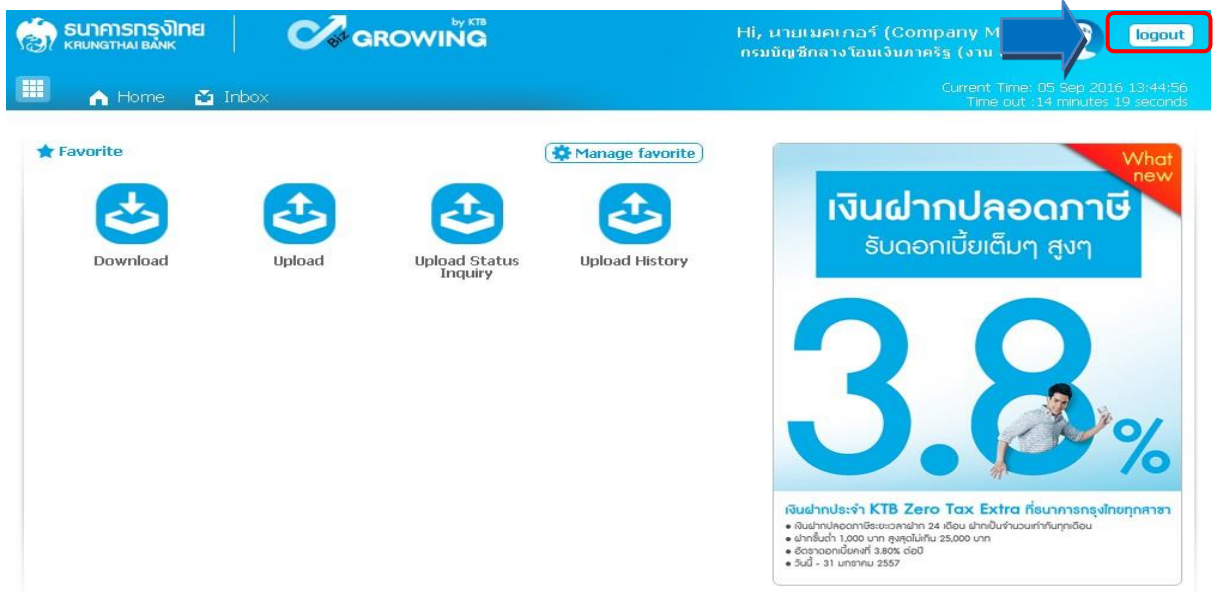 ธนาคารกรุงไทย
KRUNGTHAI BANK
by KTB
Biz GROWING
Hi, นายเมคเกอร์ (Company M
กรมบัญชีกลางโอนเงินภาครัฐ (งาน
logout
Home
Inbox
Current Time: 05 Sep 2016 13:44:56
Time out :14 minutes 19 seconds
Favorite
Manage favorite
Download
Upload
Upload Status
Inquiry
Upload History
What
new
เงินฝากปลอดภาษี
รับดอกเบี้ยเต็มๆ สูงๆ
3.8%
เงินฝากประจำ KTB Zero Tax Extra ที่ธนาคารกรุงไทยทุกสาขา
• เงินฝากปลอดภาษีระยะเวลาฝาก 24 เดือน ฝากเป็นจำนวนเท่ากันทุกเดือน
• ฝากขั้นต่ำ 1,000 บาท สูงสุดไม่เกิน 25,000 บาท
• อัตราดอกเบี้ยคงที่ 3.80% ต่อปี
• วันนี้ - 31 มกราคม 2557